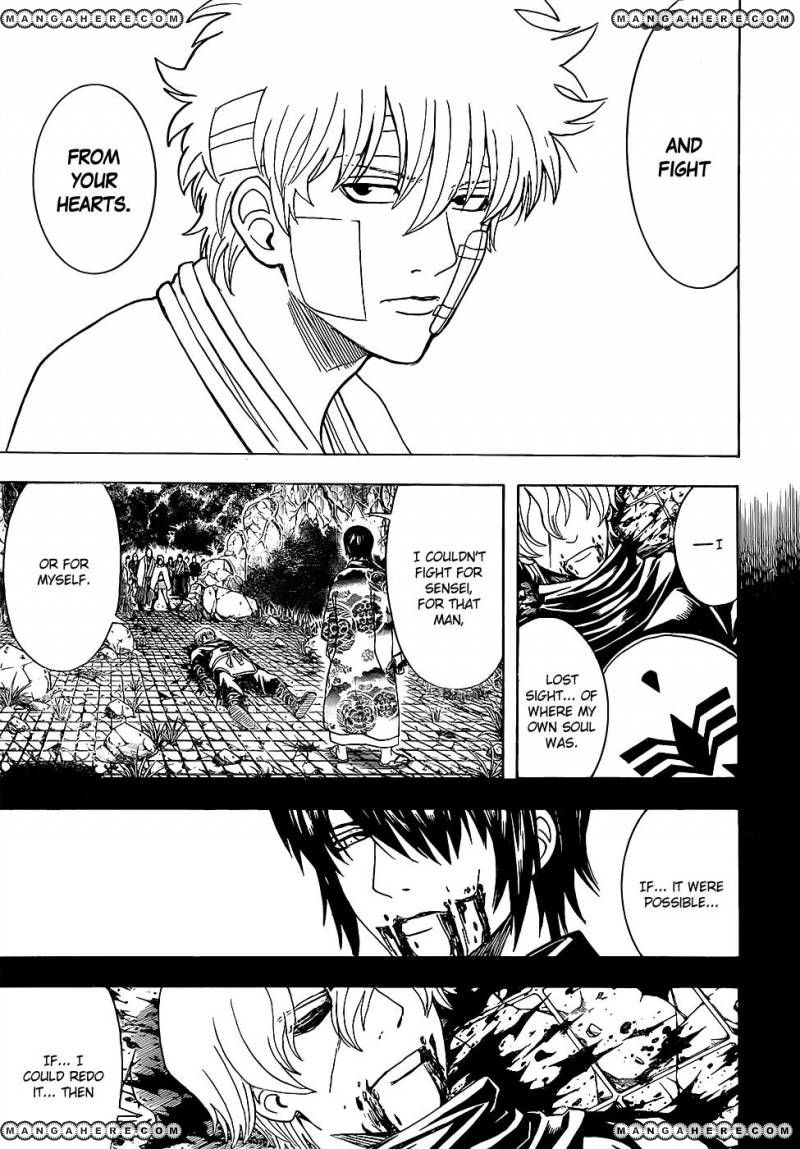 MANGAHERE.COM
MANGAHERE.COM
AND
FIGHT
FROM
YOUR
HEARTS.
—I
LOST
SIGHT... OF
WHERE MY
OWN SOUL
WAS.
I COULDN'T
FIGHT FOR
SENSEI,
FOR THAT
MAN,
OR FOR
MYSELF.
IF... IT WERE
POSSIBLE...
IF... I
COULD REDO
IT... THEN
MANGAHERE.COM
MANGAHERE.COM